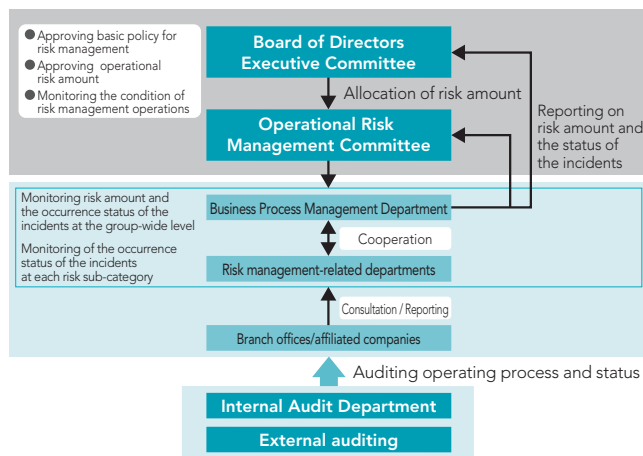 ● Approving basic policy for
risk management
● Approving operational
risk amount
● Monitoring the condition of
risk management operations
Board of Directors
Executive Committee
Allocation of risk amount
Operational Risk
Management Committee
Reporting on
risk amount and
the status of
the incidents
Monitoring risk amount and
the occurrence status of the
incidents at the group-wide level
Monitoring of the occurrence
status of the incidents
at each risk sub-category
Business Process Management Department
Cooperation
Risk management-related departments
Consultation / Reporting
Branch offices/affiliated companies
Auditing operating process and status
Internal Audit Department
External auditing